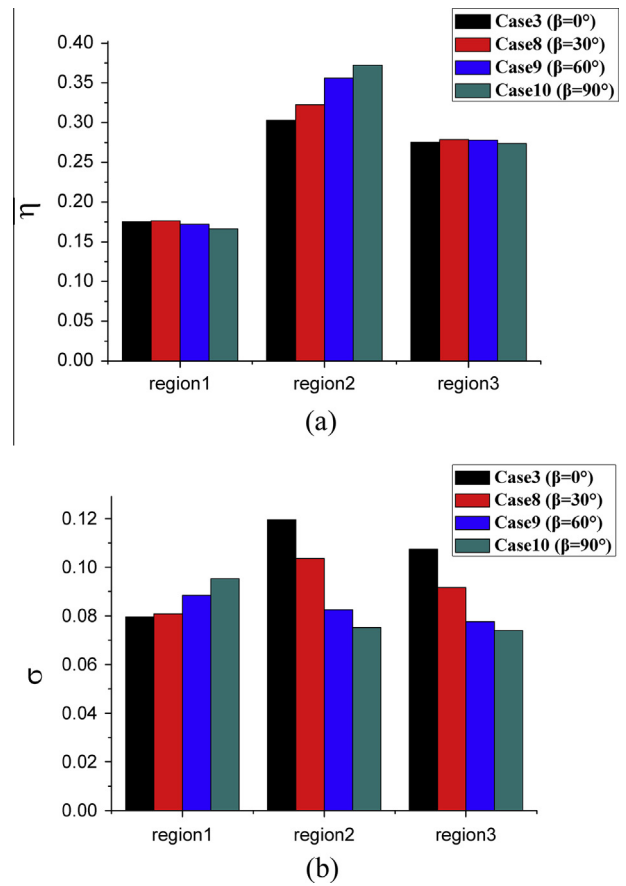 Case3 (β=0°)
Case8 (β=30°)
Case9 (β=60°)
Case10 (β=90°)
0.40
0.35
0.30
0.25
0.20
0.15
0.10
0.05
0.00
η
region1 region2 region3
(a)
Case3 (β=0°)
Case8 (β=30°)
Case9 (β=60°)
Case10 (β=90°)
0.12
0.10
0.08
0.06
0.04
0.02
0.00
σ
region1 region2 region3
(b)